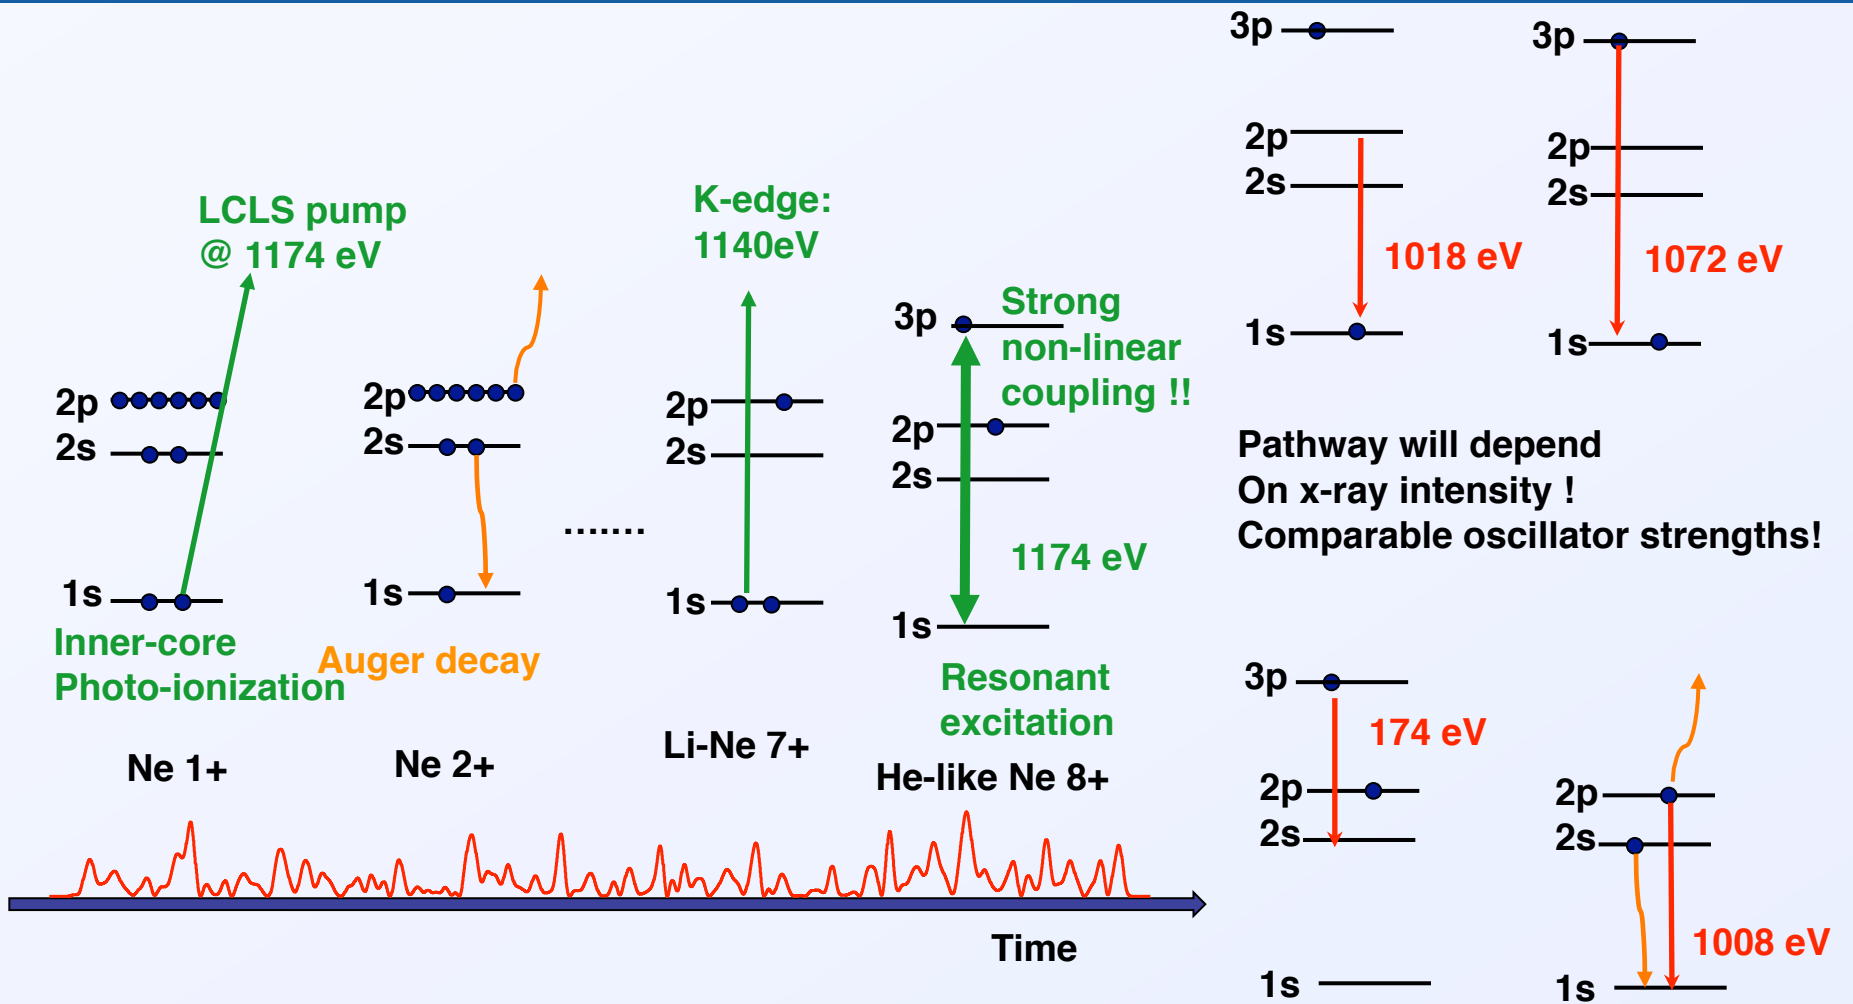 LCLS pump
@ 1174 eV
2p
2s
1s
Inner-core
Photo-ionization
Ne 1+
2p
2s
1s
Auger decay
Ne 2+
.......
K-edge:
1140eV
2p
2s
1s
Li-Ne 7+
3p
Strong
non-linear
coupling !!
2p
2s
1174 eV
1s
Resonant
excitation
He-like Ne 8+
3p
2p
2s
1018 eV
1s
3p
2p
2s
1072 eV
1s
Pathway will depend
On x-ray intensity !
Comparable oscillator strengths!
3p
174 eV
2p
2s
1s
2p
2s
1008 eV
1s
Time